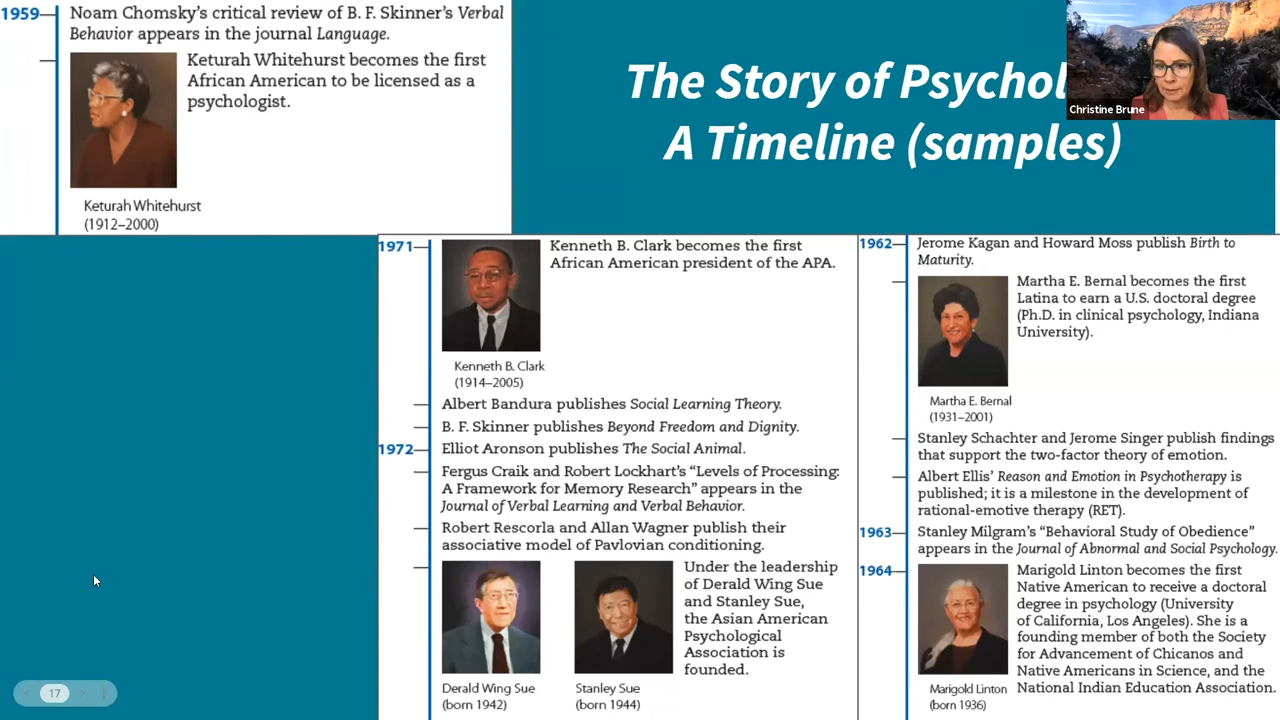 1959
Noam Chomsky's critical review of B. F. Skinner's Verbal
Behavior appears in the journal Language.
Keturah Whitehurst becomes the first
African American to be licensed as a
psychologist.
Keturah Whitehurst
(1912–2000)
The Story of Psychol
A Timeline (samples)
Christine Brune
1971
Kenneth B. Clark becomes the first
African American president of the APA.
Kenneth B. Clark
(1914–2005)
Albert Bandura publishes Social Learning Theory.
B. F. Skinner publishes Beyond Freedom and Dignity.
1972
Elliot Aronson publishes The Social Animal.
Fergus Craik and Robert Lockhart's “Levels of Processing:
A Framework for Memory Research” appears in the
Journal of Verbal Learning and Verbal Behavior.
Robert Rescorla and Allan Wagner publish their
associative model of Pavlovian conditioning.
Under the leadership
of Derald Wing Sue
and Stanley Sue,
the Asian American
Psychological
Association is
founded.
Derald Wing Sue
(born 1942)
Stanley Sue
(born 1944)
1962
Jerome Kagan and Howard Moss publish Birth to
Maturity.
Martha E. Bernal becomes the first
Latina to earn a U.S. doctoral degree
(Ph.D. in clinical psychology, Indiana
University).
Martha E. Bernal
(1931–2001)
Stanley Schachter and Jerome Singer publish findings
that support the two-factor theory of emotion.
Albert Ellis' Reason and Emotion in Psychotherapy is
published; it is a milestone in the development of
rational-emotive therapy (RET).
1963
Stanley Milgram's “Behavioral Study of Obedience”
appears in the Journal of Abnormal and Social Psychology.
1964
Marigold Linton becomes the first
Native American to receive a doctoral
degree in psychology (University
of California, Los Angeles). She is a
founding member of both the Society
for Advancement of Chicanos and
Native Americans in Science, and the
National Indian Education Association.
Marigold Linton
(born 1936)
17